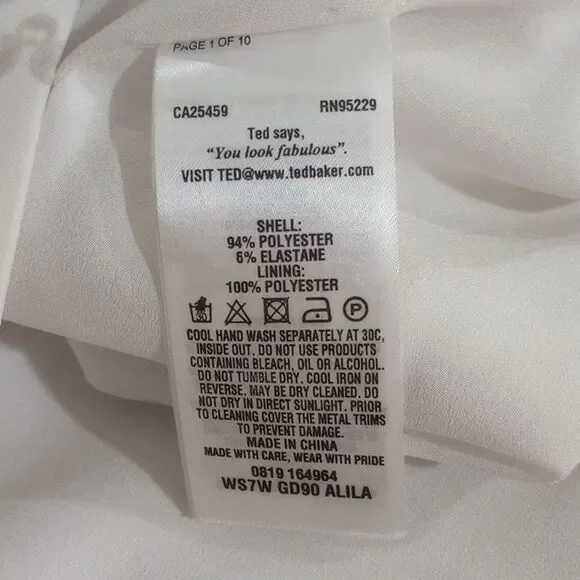 PAGE 1 OF 10
CA25459 RN95229
Ted says,
"You look fabulous".
VISIT TED@www.tedbaker.com
SHELL:
94% POLYESTER
6% ELASTANE
LINING:
100% POLYESTER
30 P
COOL HAND WASH SEPARATELY AT 30C,
INSIDE OUT. DO NOT USE PRODUCTS
CONTAINING BLEACH, OIL OR ALCOHOL.
DO NOT TUMBLE DRY. COOL IRON ON
REVERSE. MAY BE DRY CLEANED. DO
NOT DRY IN DIRECT SUNLIGHT. PRIOR
TO CLEANING COVER THE METAL TRIMS
TO PREVENT DAMAGE.
MADE IN CHINA
MADE WITH CARE, WEAR WITH PRIDE
0819 164964
WS7W GD90 ALILA